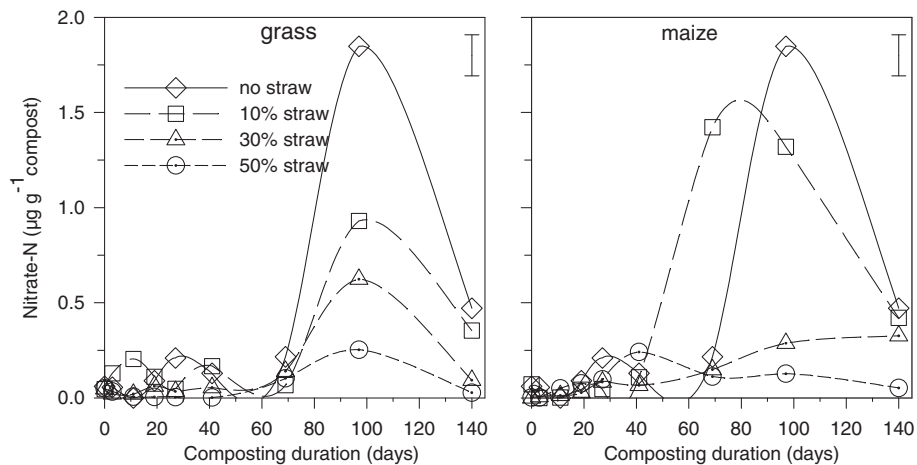 grass
maize
2.0
1.5
1.0
0.5
0.0
Nitrate-N (µg g-1 compost)
no straw
10% straw
30% straw
50% straw
0 20 40 60 80 100 120 140
0 20 40 60 80 100 120 140
Composting duration (days)
Composting duration (days)